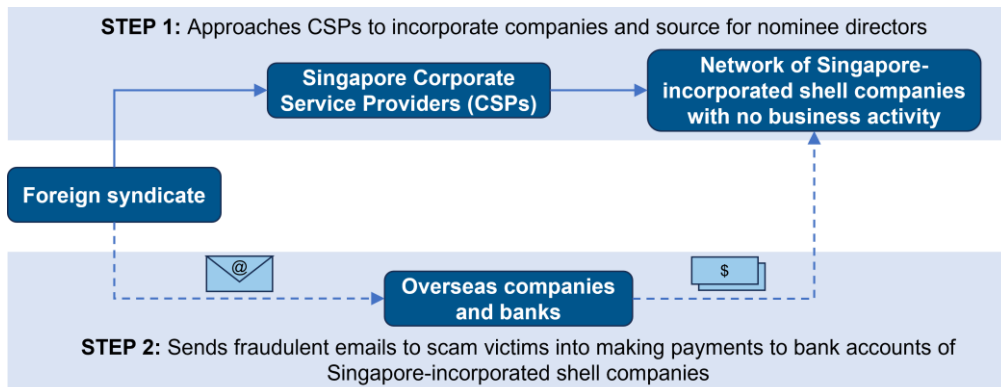 STEP 1: Approaches CSPs to incorporate companies and source for nominee directors
Singapore Corporate
Service Providers (CSPs)
Network of Singapore-
incorporated shell companies
with no business activity
Foreign syndicate
@
$
Overseas companies
and banks
STEP 2: Sends fraudulent emails to scam victims into making payments to bank accounts of
Singapore-incorporated shell companies